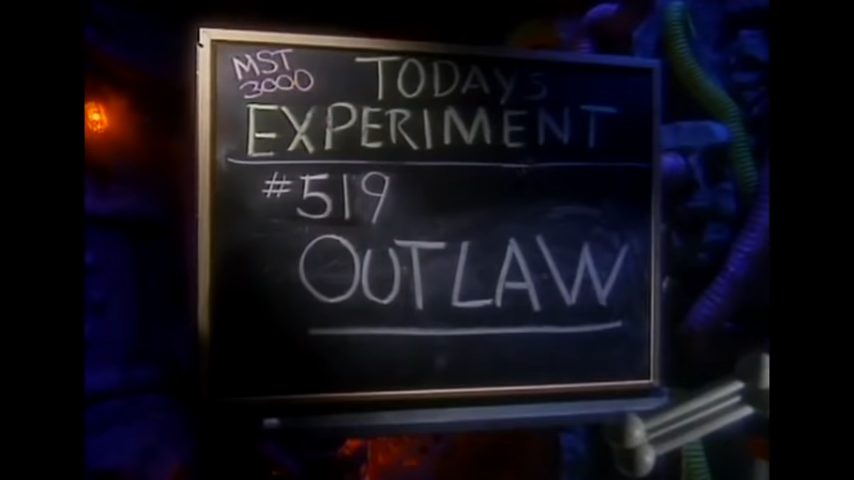 MST
3000
TODAYS
EXPERIMENT
#519
OUTLAW